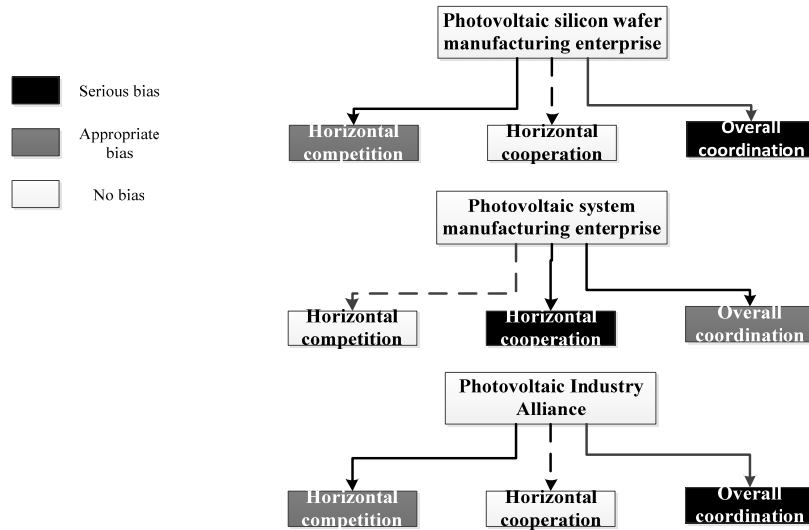 Photovoltaic silicon wafer
manufacturing enterprise
Serious bias
Appropriate
bias
No bias
Horizontal
competition
Horizontal
cooperation
Overall
coordination
Photovoltaic system
manufacturing enterprise
Horizontal
competition
Horizontal
cooperation
Overall
coordination
Photovoltaic Industry
Alliance
Horizontal
competition
Horizontal
cooperation
Overall
coordination